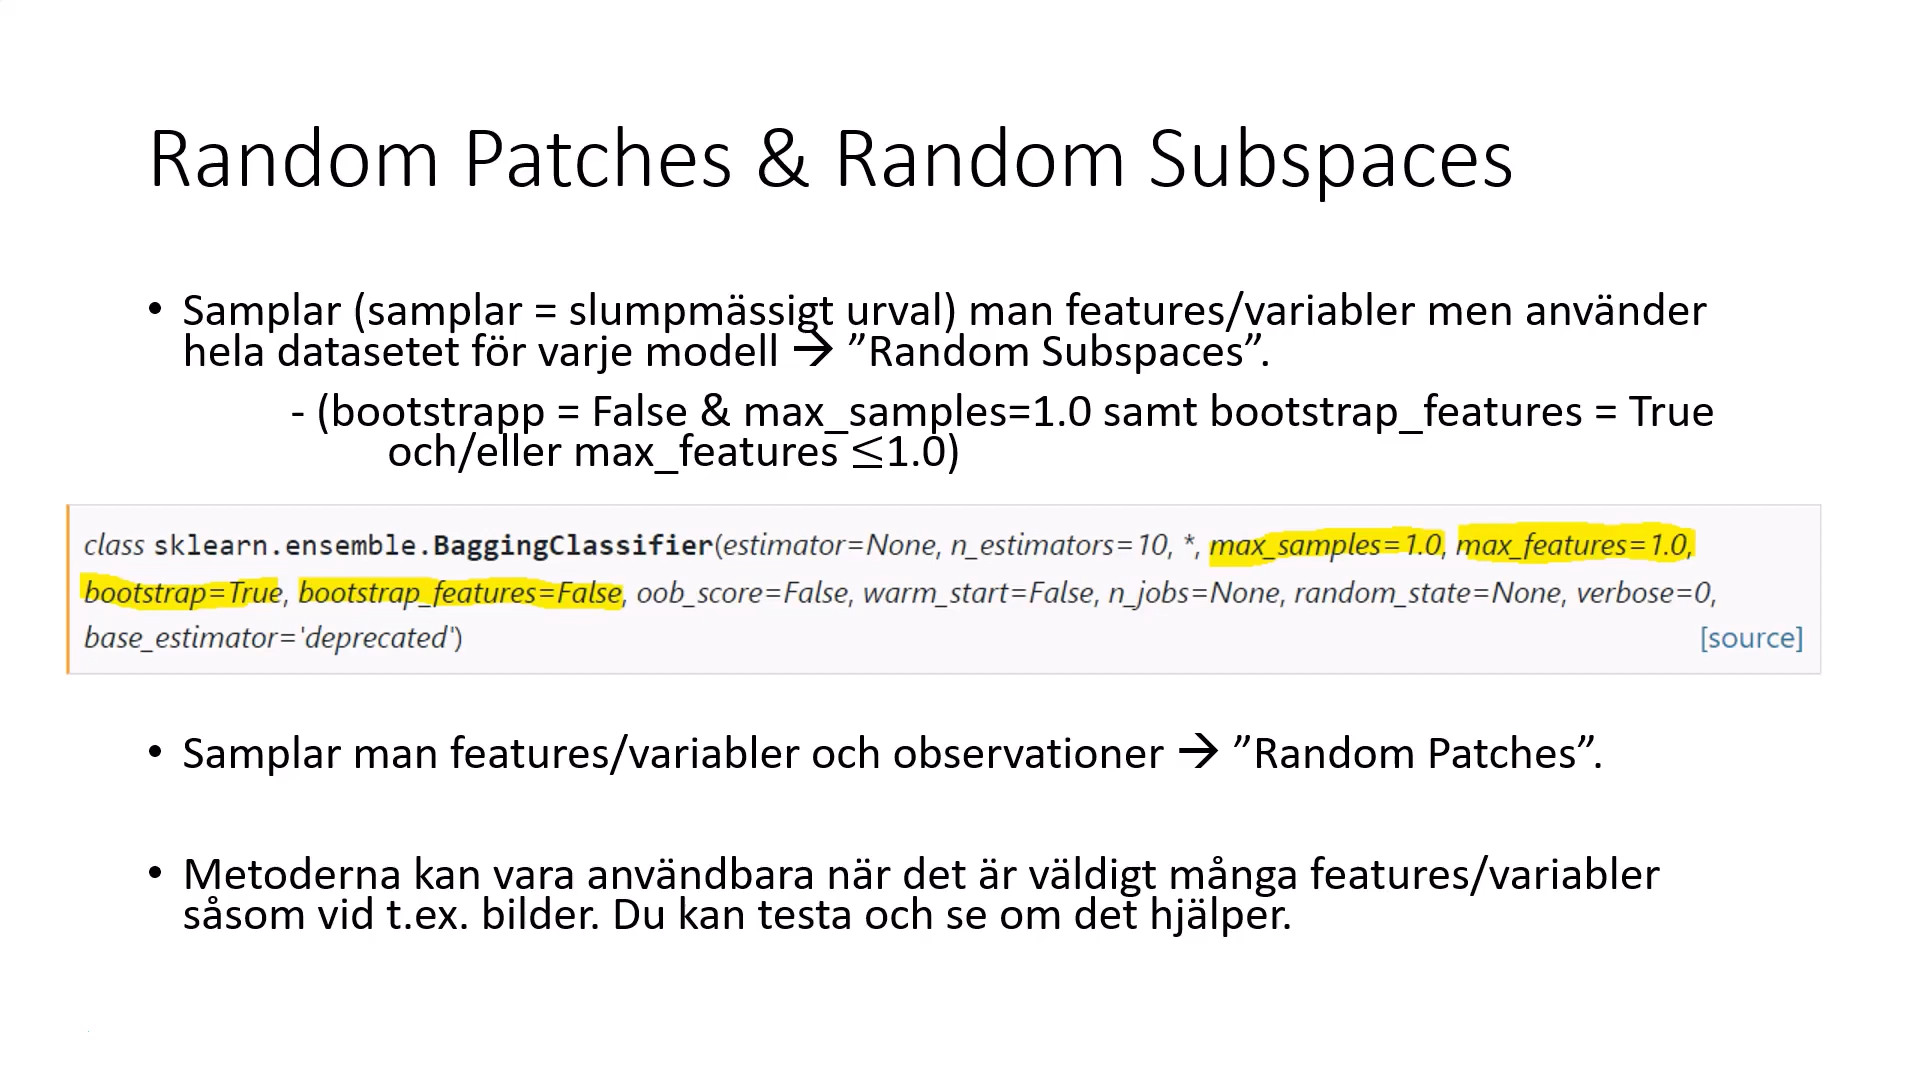 Random Patches & Random Subspaces
• Samplar (samplar = slumpmässigt urval) man features/variabler men använder
hela datasetet för varje modell → ”Random Subspaces”.
- (bootstrapp = False & max_samples=1.0 samt bootstrap_features = True
och/eller max_features ≤1.0)
class sklearn.ensemble.BaggingClassifier(estimator=None, n_estimators=10, *, max_samples=1.0, max_features=1.0,
bootstrap=True, bootstrap_features=False, oob_score=False, warm_start=False, n_jobs=None, random_state=None, verbose=0,
base_estimator='deprecated') [source]
• Samplar man features/variabler och observationer → ”Random Patches”.
• Metoderna kan vara användbara när det är väldigt många features/variabler
såsom vid t.ex. bilder. Du kan testa och se om det hjälper.